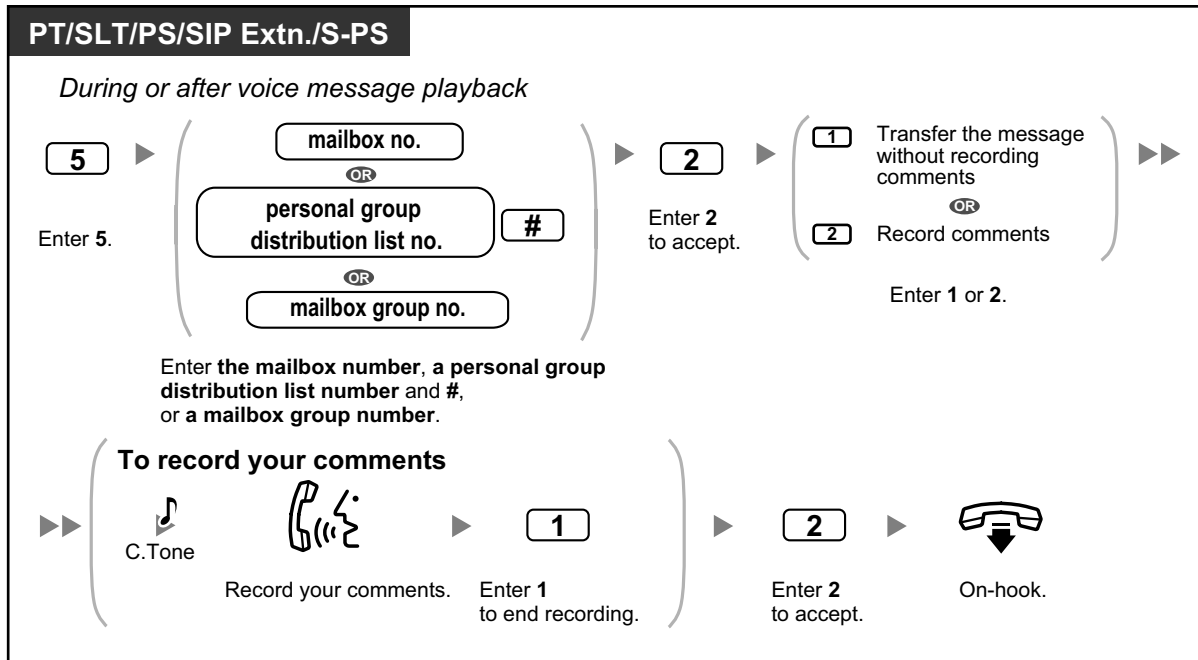 PT/SLT/PS/SIP Extn./S-PS
During or after voice message playback
5
Enter 5.
mailbox no.
OR
personal group
distribution list no.
#
OR
mailbox group no.
Enter the mailbox number, a personal group
distribution list number and #,
or a mailbox group number.
2
Enter 2
to accept.
1 Transfer the message
without recording
comments
OR
2 Record comments
Enter 1 or 2.
To record your comments
C.Tone
Record your comments.
1
Enter 1
to end recording.
2
Enter 2
to accept.
On-hook.